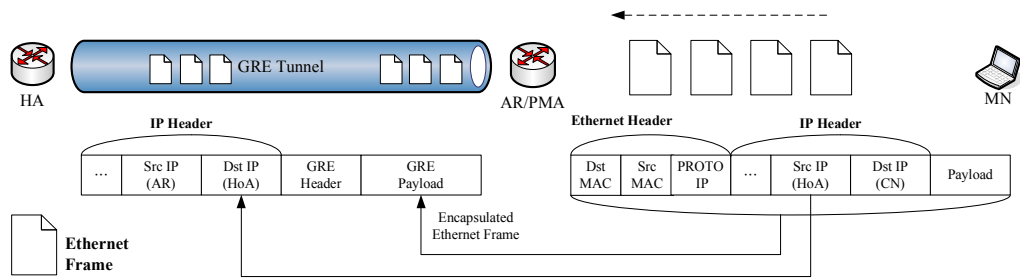 GRE Tunnel
HA
AR/PMA
MN
IP Header
Ethernet Header
IP Header
...
Src IP
(AR)
Dst IP
(HoA)
GRE
Header
GRE
Payload
Dst
MAC
Src
MAC
PROTO
IP
...
Src IP
(HoA)
Dst IP
(CN)
Payload
Encapsulated
Ethernet Frame
Ethernet
Frame